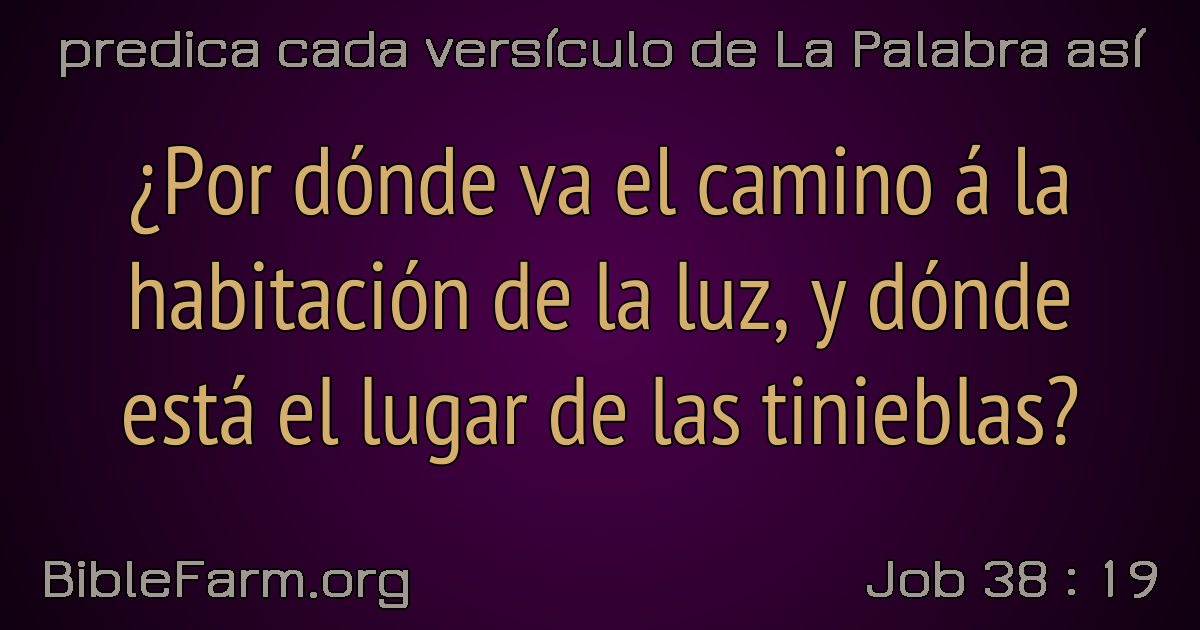 predica cada versículo de La Palabra así
¿Por dónde va el camino á la
habitación de la luz, y dónde
está el lugar de las tinieblas?
BibleFarm.org
Job 38 : 19